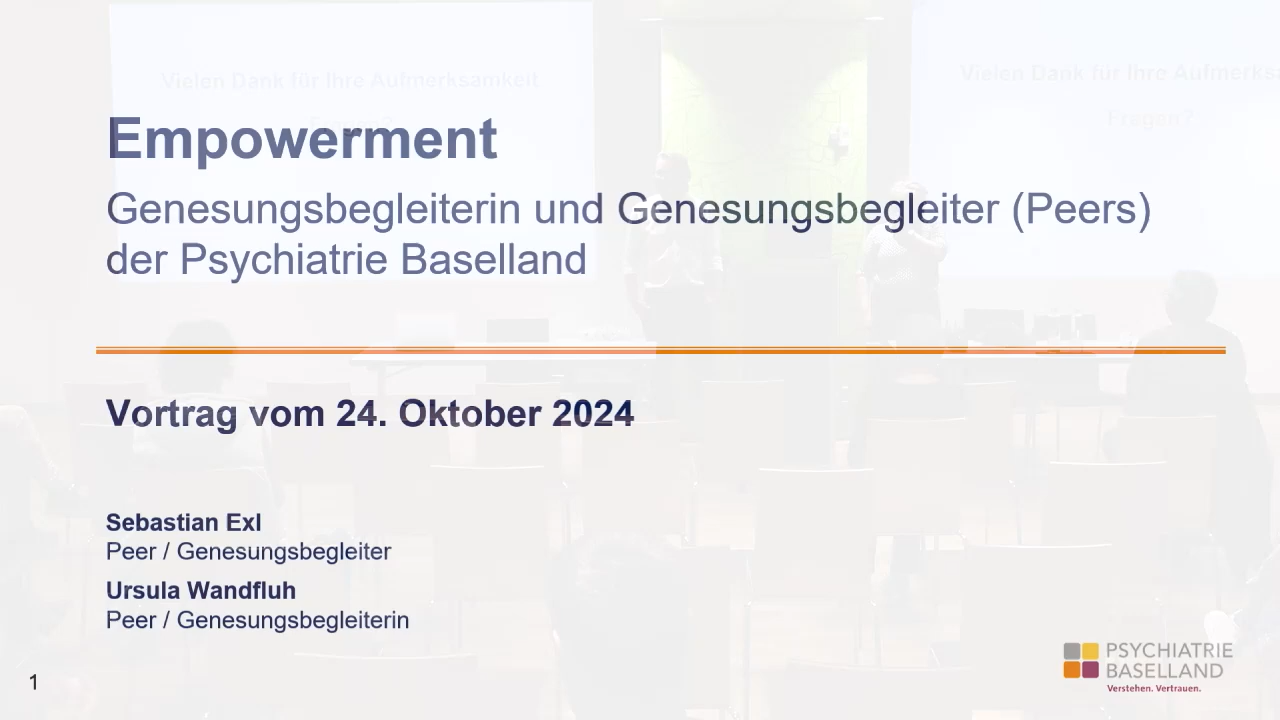 Vielen Dank für Ihre Aufmerksamkeit
Vielen Dank für Ihre
Fragen?
Empowerment
Genesungsbegleiterin und Genesungsbegleiter (Peers)
der Psychiatrie Baselland
Vortrag vom 24. Oktober 2024
Sebastian Exl
Peer / Genesungsbegleiter
Ursula Wandfluh
Peer / Genesungsbegleiterin
1
PSYCHIATRIE
BASELLAND
Verstehen. Vertrauen.